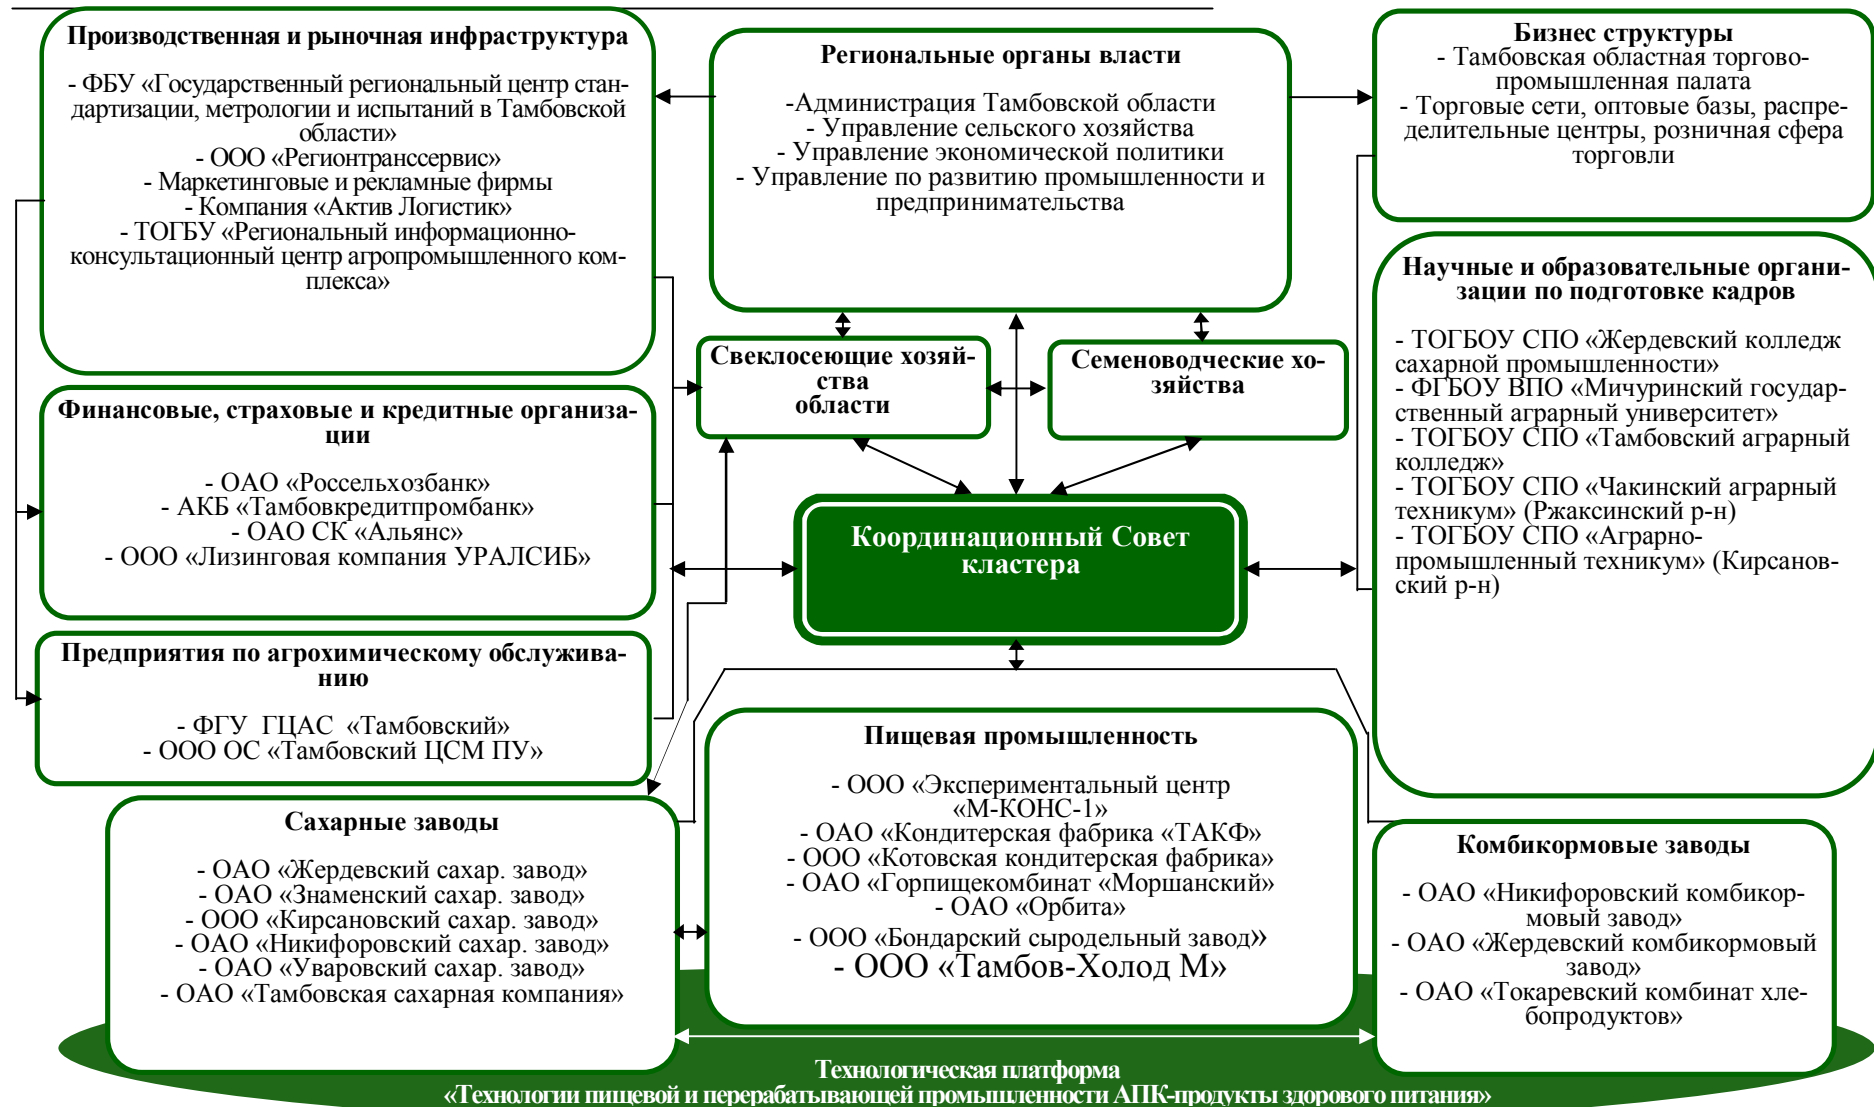 Производственная и рыночная инфраструктура
- ФБУ «Государственный региональный центр стан-
дартизации, метрологии и испытаний в Тамбовской
области»
- ООО «Регионтранссервис»
- Маркетинговые и рекламные фирмы
- Компания «Актив Логистик»
- ТОГБУ «Региональный информационно-
консультационный центр агропромышленного ком-
плекса»
Региональные органы власти
-Администрация Тамбовской области
- Управление сельского хозяйства
- Управление экономической политики
- Управление по развитию промышленности и
предпринимательства
Бизнес структуры
- Тамбовская областная торгово-
промышленная палата
- Торговые сети, оптовые базы, распре-
делительные центры, розничная сфера
торговли
Научные и образовательные органи-
зации по подготовке кадров
- ТОГБОУ СПО «Жердевский колледж
сахарной промышленности»
- ФГБОУ ВПО «Мичуринский государ-
ственный аграрный университет»
- ТОГБОУ СПО «Тамбовский аграрный
колледж»
- ТОГБОУ СПО «Чакинский аграрный
техникум» (Ржаксинский р-н)
- ТОГБОУ СПО «Аграрно-
промышленный техникум» (Кирсанов-
ский р-н)
Свеклосеющие хозяй-
ства
области
Семеноводческие хо-
зяйства
Финансовые, страховые и кредитные организа-
ции
- ОАО «Россельхозбанк»
- АКБ «Тамбовкредитпромбанк»
- ОАО СК «Альянс»
- ООО «Лизинговая компания УРАЛСИБ»
Координационный Совет
кластера
Предприятия по агрохимическому обслужива-
нию
- ФГУ ГЦАС «Тамбовский»
- ООО ОС «Тамбовский ЦСМ ПУ»
Пищевая промышленность
- ООО «Экспериментальный центр
«М-КОНС-1»
- ОАО «Кондитерская фабрика «ТАКФ»
- ООО «Котовская кондитерская фабрика»
- ОАО «Горпищекомбинат «Моршанский»
- ОАО «Орбита»
- ООО «Бондарский сыродельный завод»
- ООО «Тамбов-Холод М»
Сахарные заводы
- ОАО «Жердевский сахар. завод»
- ОАО «Знаменский сахар. завод»
- ООО «Кирсановский сахар. завод»
- ОАО «Никифоровский сахар. завод»
- ОАО «Уваровский сахар. завод»
- ОАО «Тамбовская сахарная компания»
Комбикормовые заводы
- ОАО «Никифоровский комбикор-
мовый завод»
- ОАО «Жердевский комбикормовый
завод»
- ОАО «Токаревский комбинат хле-
бопродуктов»
Технологическая платформа
«Технологии пищевой и перерабатывающей промышленности АПК-продукты здорового питания»